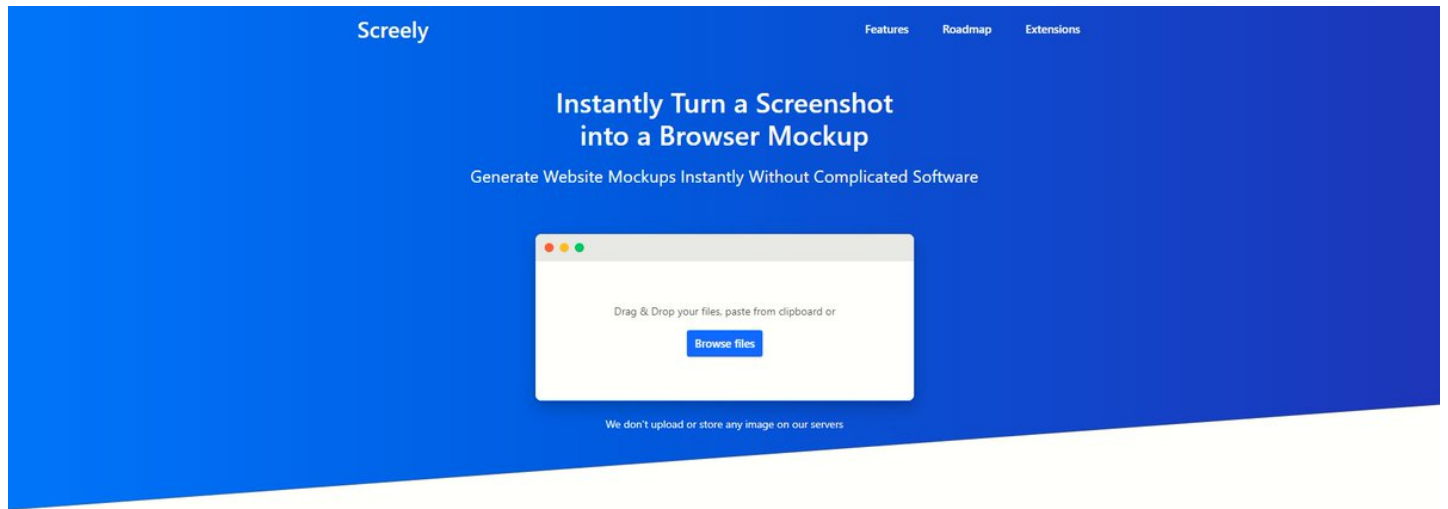 Screely
Features
Roadmap
Extensions
Instantly Turn a Screenshot
into a Browser Mockup
Generate Website Mockups Instantly Without Complicated Software
Drag & Drop your files, paste from clipboard or
Browse files
We don't upload or store any image on our servers